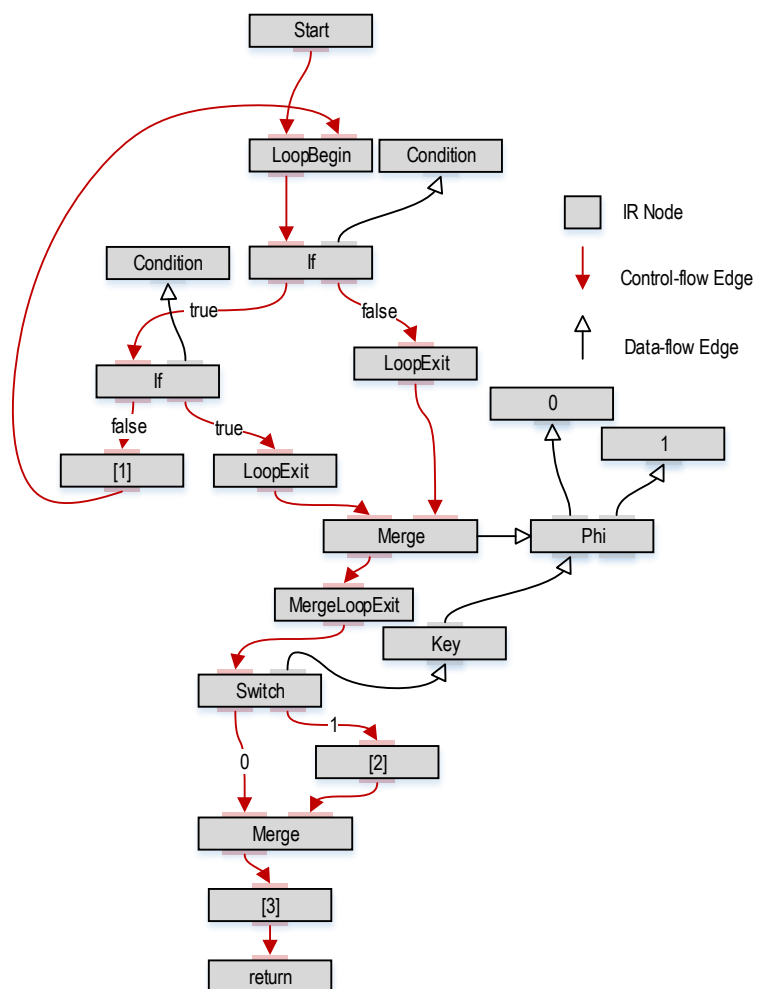 Start
LoopBegin
Condition
IR Node
If
Condition
Control-flow Edge
true
false
Data-flow Edge
LoopExit
If
0
false
true
1
[1]
LoopExit
Merge
Phi
MergeLoopExit
Key
Switch
1
0
[2]
Merge
[3]
return